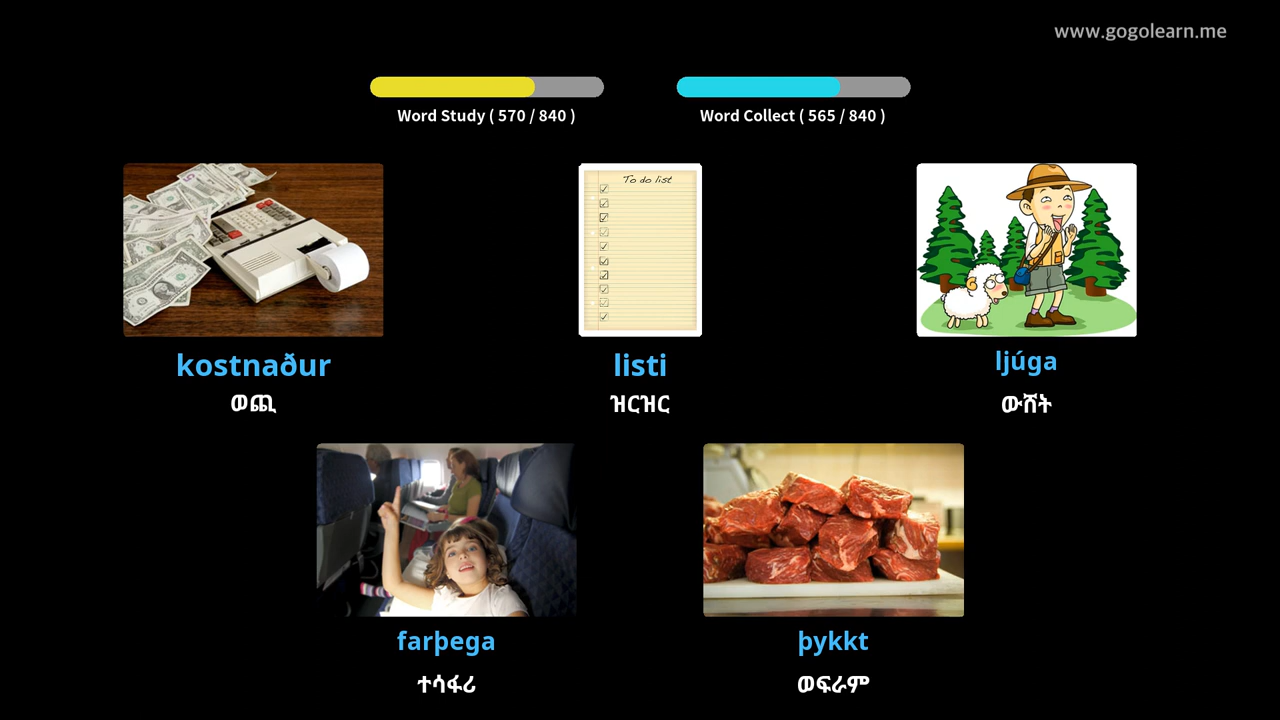 www.gogolearn.me
Word Study ( 570 / 840 )
Word Collect ( 565 / 840 )
To do list
kostnaður
ወጪ
listi
ዝርዝር
ljúga
ውሸት
farþega
ተሳፋሪ
þykkt
ወፍራም